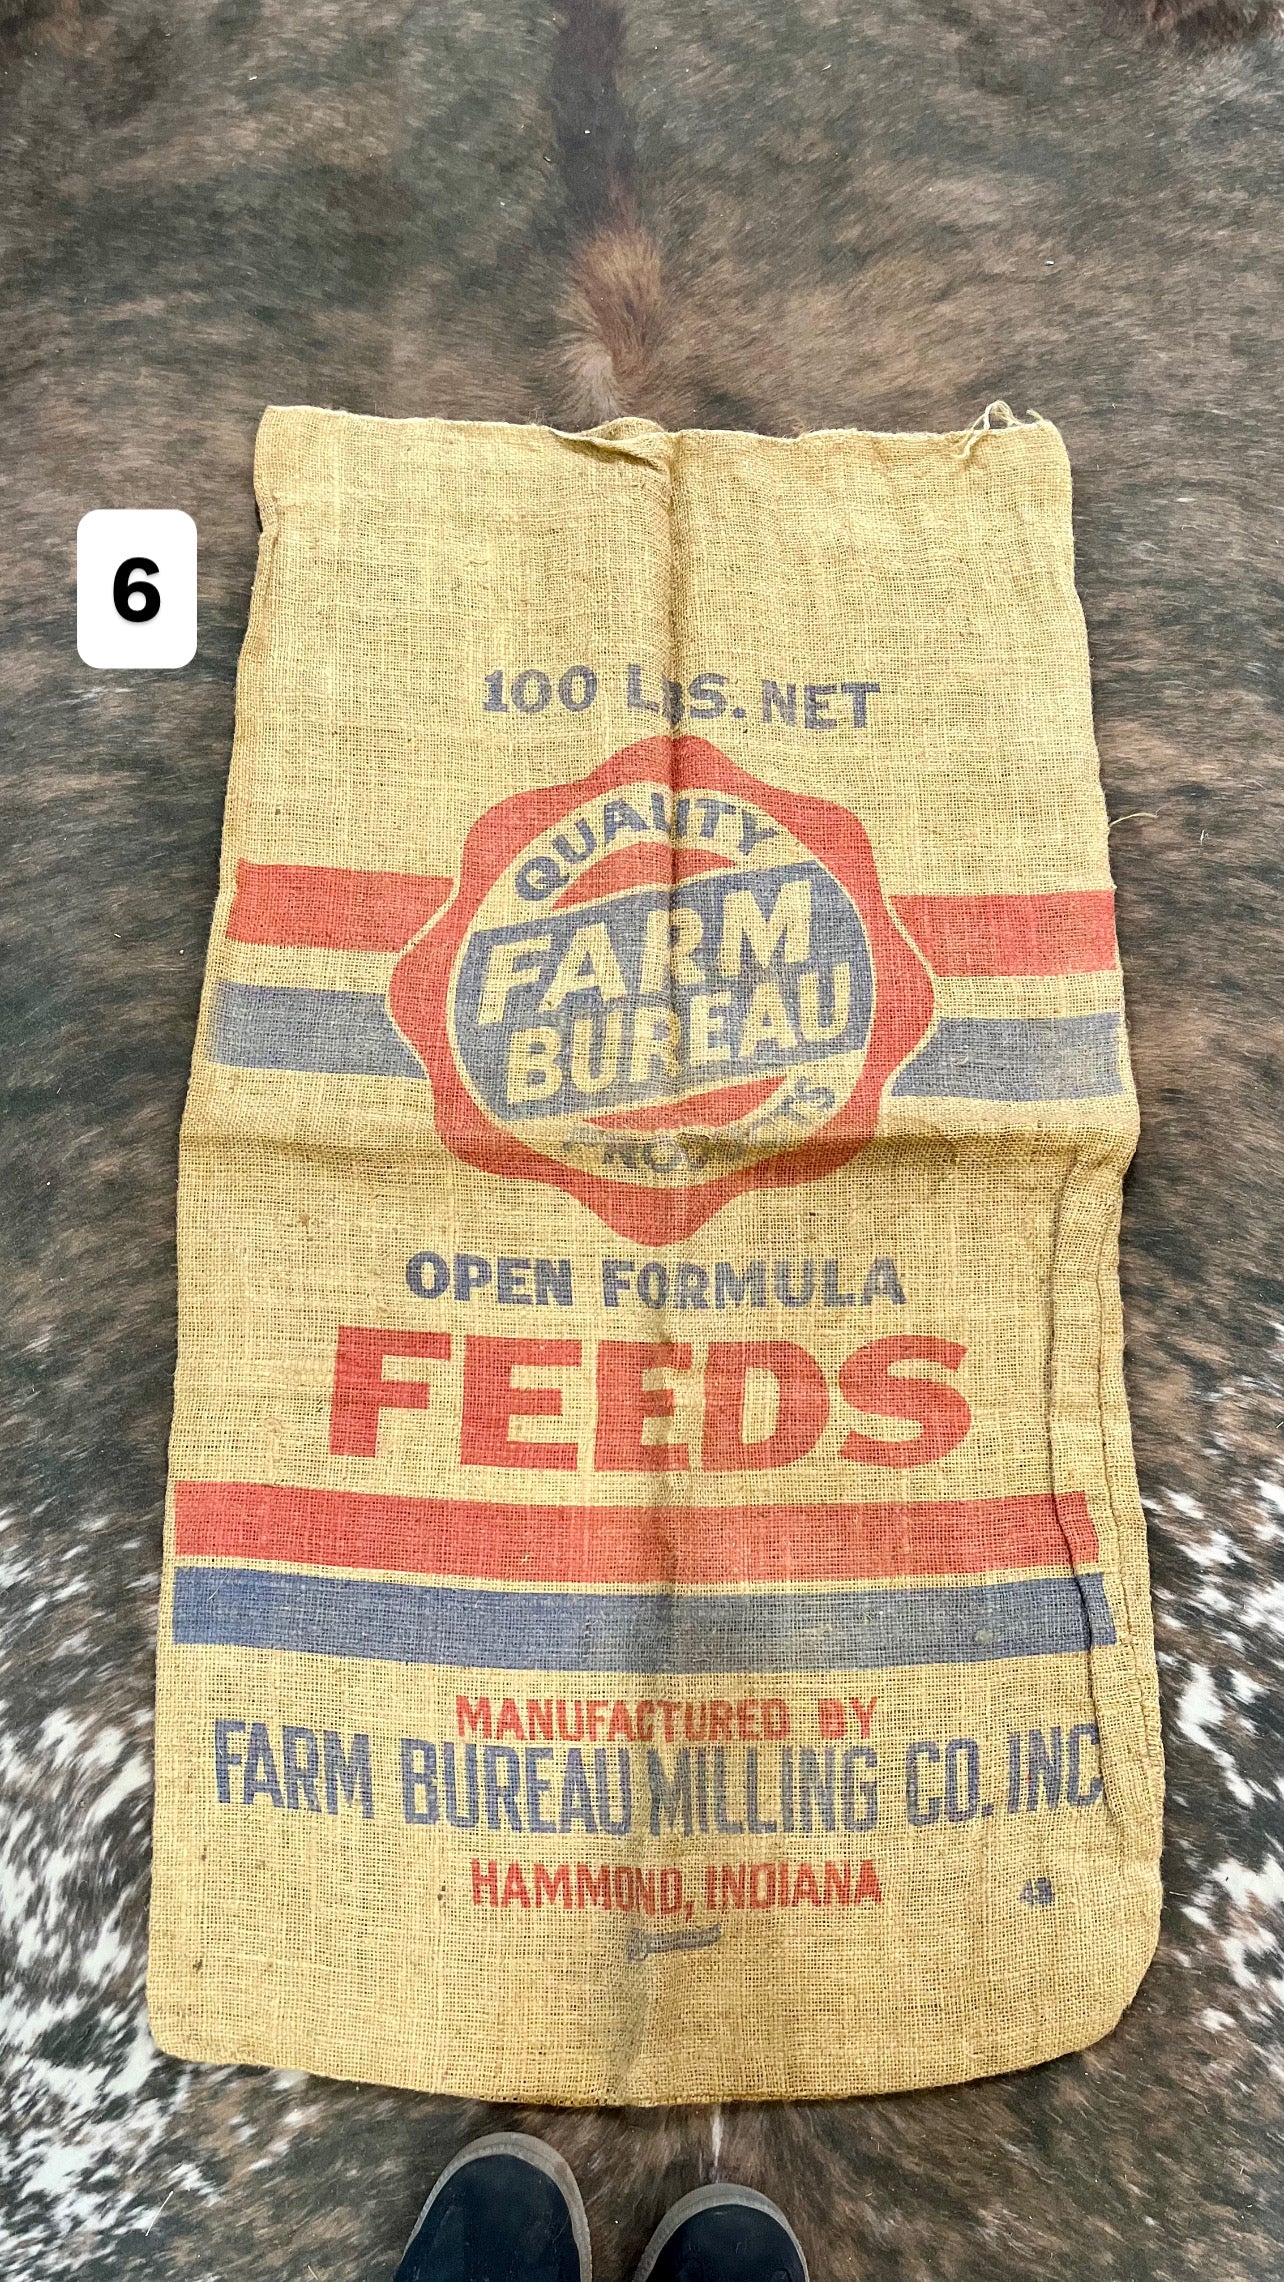 6
100 LBS. NET
QUALITY
FARM
BUREAU
PRODUCTS
OPEN FORMULA
FEEDS
MANUFACTURED BY
FARM BUREAU MILLING CO. INC
HAMMOND, INDIANA